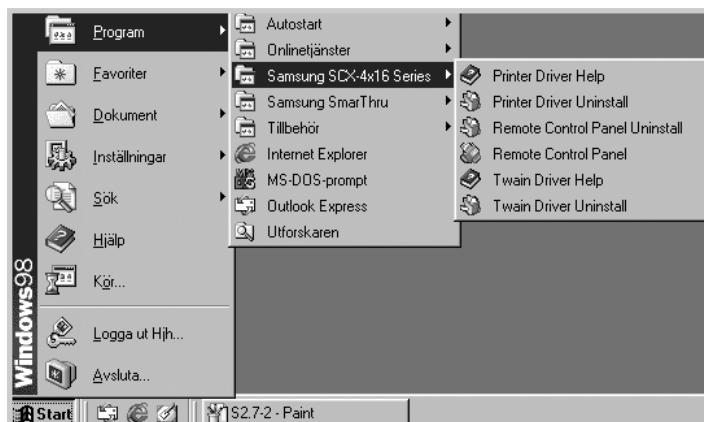 Program
Favoriter
Dokument
Inställningar
Sök
Hjälp
Kör...
Logga ut Hjh...
Avsluta...
Windows98
Autostart
Onlinetjänster
Samsung SCX-4x16 Series
Samsung SmarThru
Tillbehör
Internet Explorer
MS-DOS-prompt
Outlook Express
Utforskaren
Printer Driver Help
Printer Driver Uninstall
Remote Control Panel Uninstall
Remote Control Panel
Twain Driver Help
Twain Driver Uninstall
Start
S2.7-2 - Paint